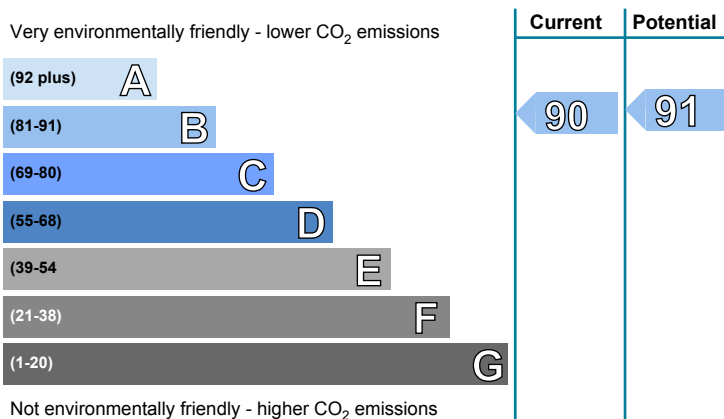 Very environmentally friendly - lower CO2 emissions
Current
Potential
(92 plus) A
(81-91) B
(69-80) C
(55-68) D
(39-54 E
(21-38) F
(1-20) G
90
91
Not environmentally friendly - higher CO2 emissions